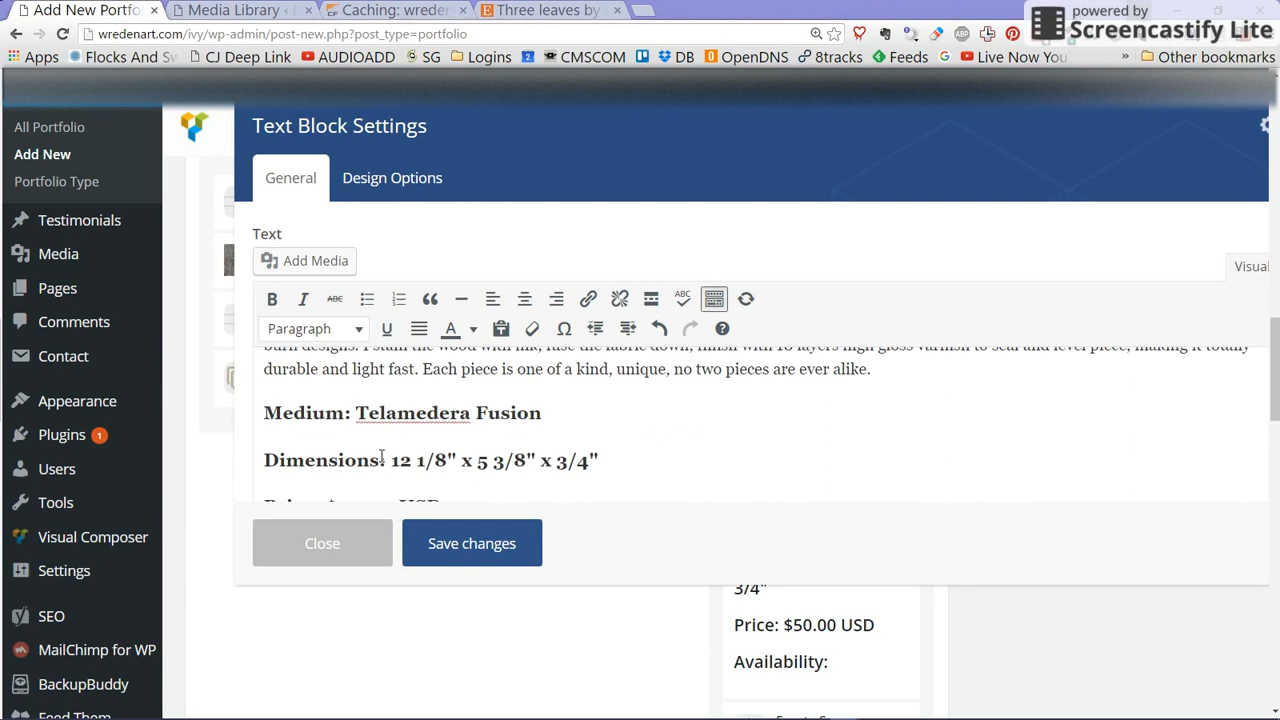 Add New Portfo
Media Library ‹
Caching: wreden
Three leaves by
powered by
Screencastify Lite
wredenart.com/ivy/wp-admin/post-new.php?post_type=portfolio
Apps
Flocks And Sw
CJ Deep Link
AUDIOADD
SG
Logins
CMSCOM
DB
OpenDNS
8tracks
Feeds
Live Now You
»
Other bookmarks
All Portfolio
Add New
Portfolio Type
Testimonials
Media
Pages
Comments
Contact
Appearance
Plugins 1
Users
Tools
Visual Composer
Settings
SEO
MailChimp for WP
BackupBuddy
Feed Them
Text Block Settings
General
Design Options
Text
Add Media
Visual
B I ABC
ABC
Paragraph
U
A
durable and light fast. Each piece is one of a kind, unique, no two pieces are ever alike.
Medium: Telamedera Fusion
Dimensions: 12 1/8" x 5 3/8" x 3/4"
Close
Save changes
3/4"
Price: $50.00 USD
Availability: